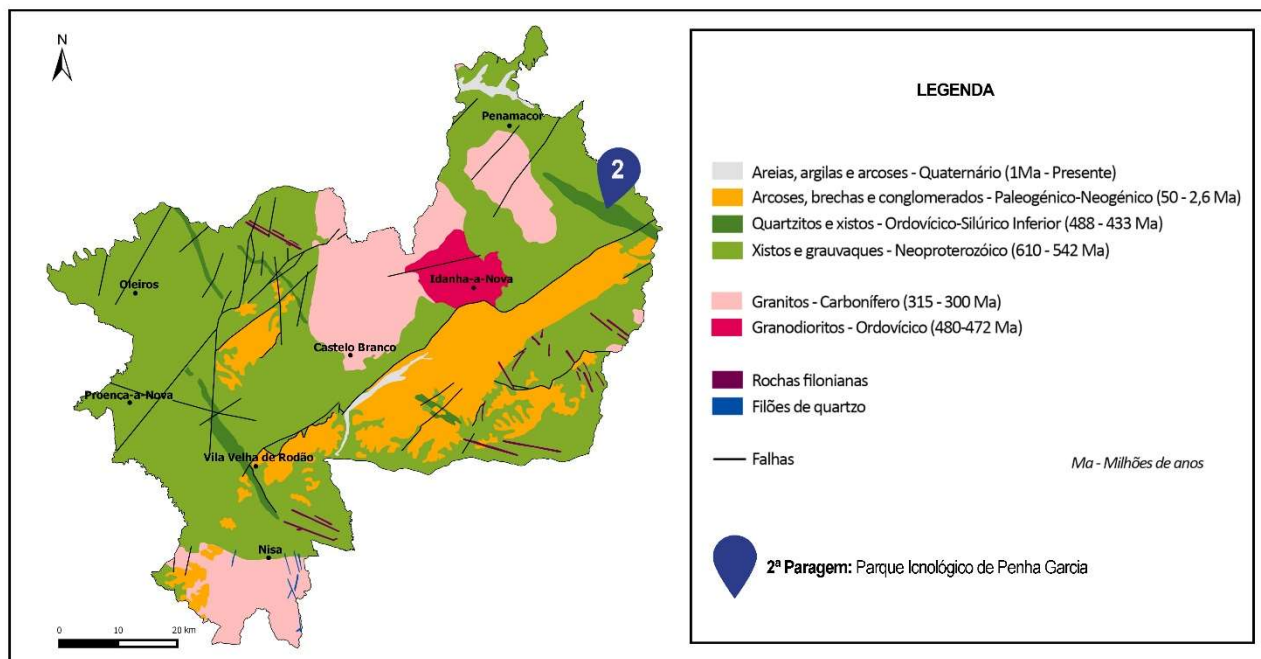 N
Penamacor
2
Oleiros
Idanha-a-Nova
Castelo Branco
Proença-a-Nova
Vila Velha de Rodão
Nisa
0 10 20 km
LEGENDA
Areias, argilas e arcoses - Quaternário (1Ma - Presente)
Arcoses, brechas e conglomerados - Paleogénico-Neogénico (50 - 2,6 Ma)
Quartzitos e xistos - Ordovícico-Silúrico Inferior (488 - 433 Ma)
Xistos e grauvaques - Neoproterozóico (610 - 542 Ma)
Granitos - Carbonífero (315 - 300 Ma)
Granodioritos - Ordovícico (480-472 Ma)
Rochas filonianas
Filões de quartzo
Falhas
Ma - Milhões de anos
2ª Paragem: Parque Icnológico de Penha Garcia